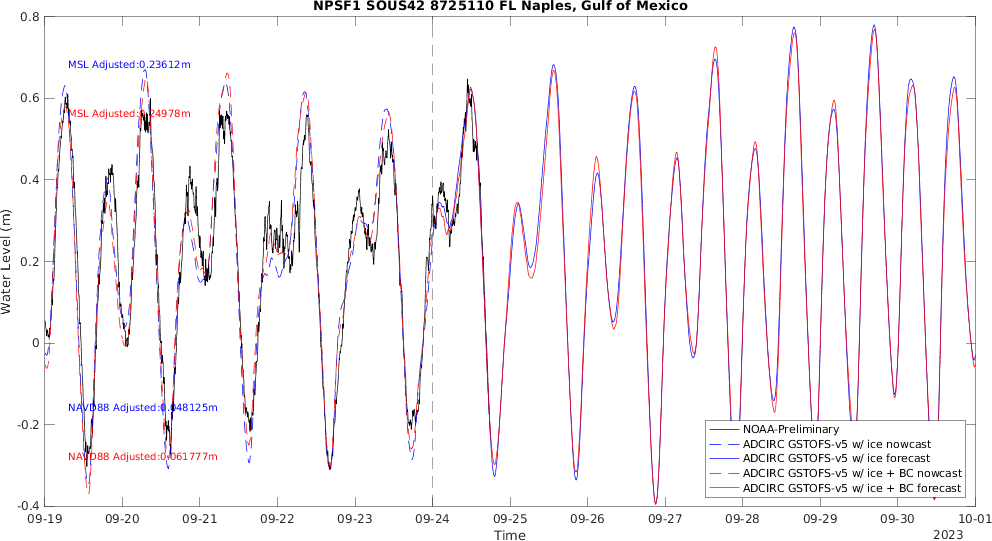 NPSF1 SOUS42 8725110 FL Naples, Gulf of Mexico
Water Level (m)
0.8
0.6
0.4
0.2
0
-0.2
-0.4
MSL Adjusted:0.23612m
MSL Adjusted:0.24978m
NAVD88 Adjusted:0.048125m
NAVD88 Adjusted:0.061777m
NOAA-Preliminary
ADCIRC GSTOFS-v5 w/ ice nowcast
ADCIRC GSTOFS-v5 w/ ice forecast
ADCIRC GSTOFS-v5 w/ ice + BC nowcast
ADCIRC GSTOFS-v5 w/ ice + BC forecast
09-19 09-20 09-21 09-22 09-23 09-24 09-25 09-26 09-27 09-28 09-29 09-30 10-01
Time
2023